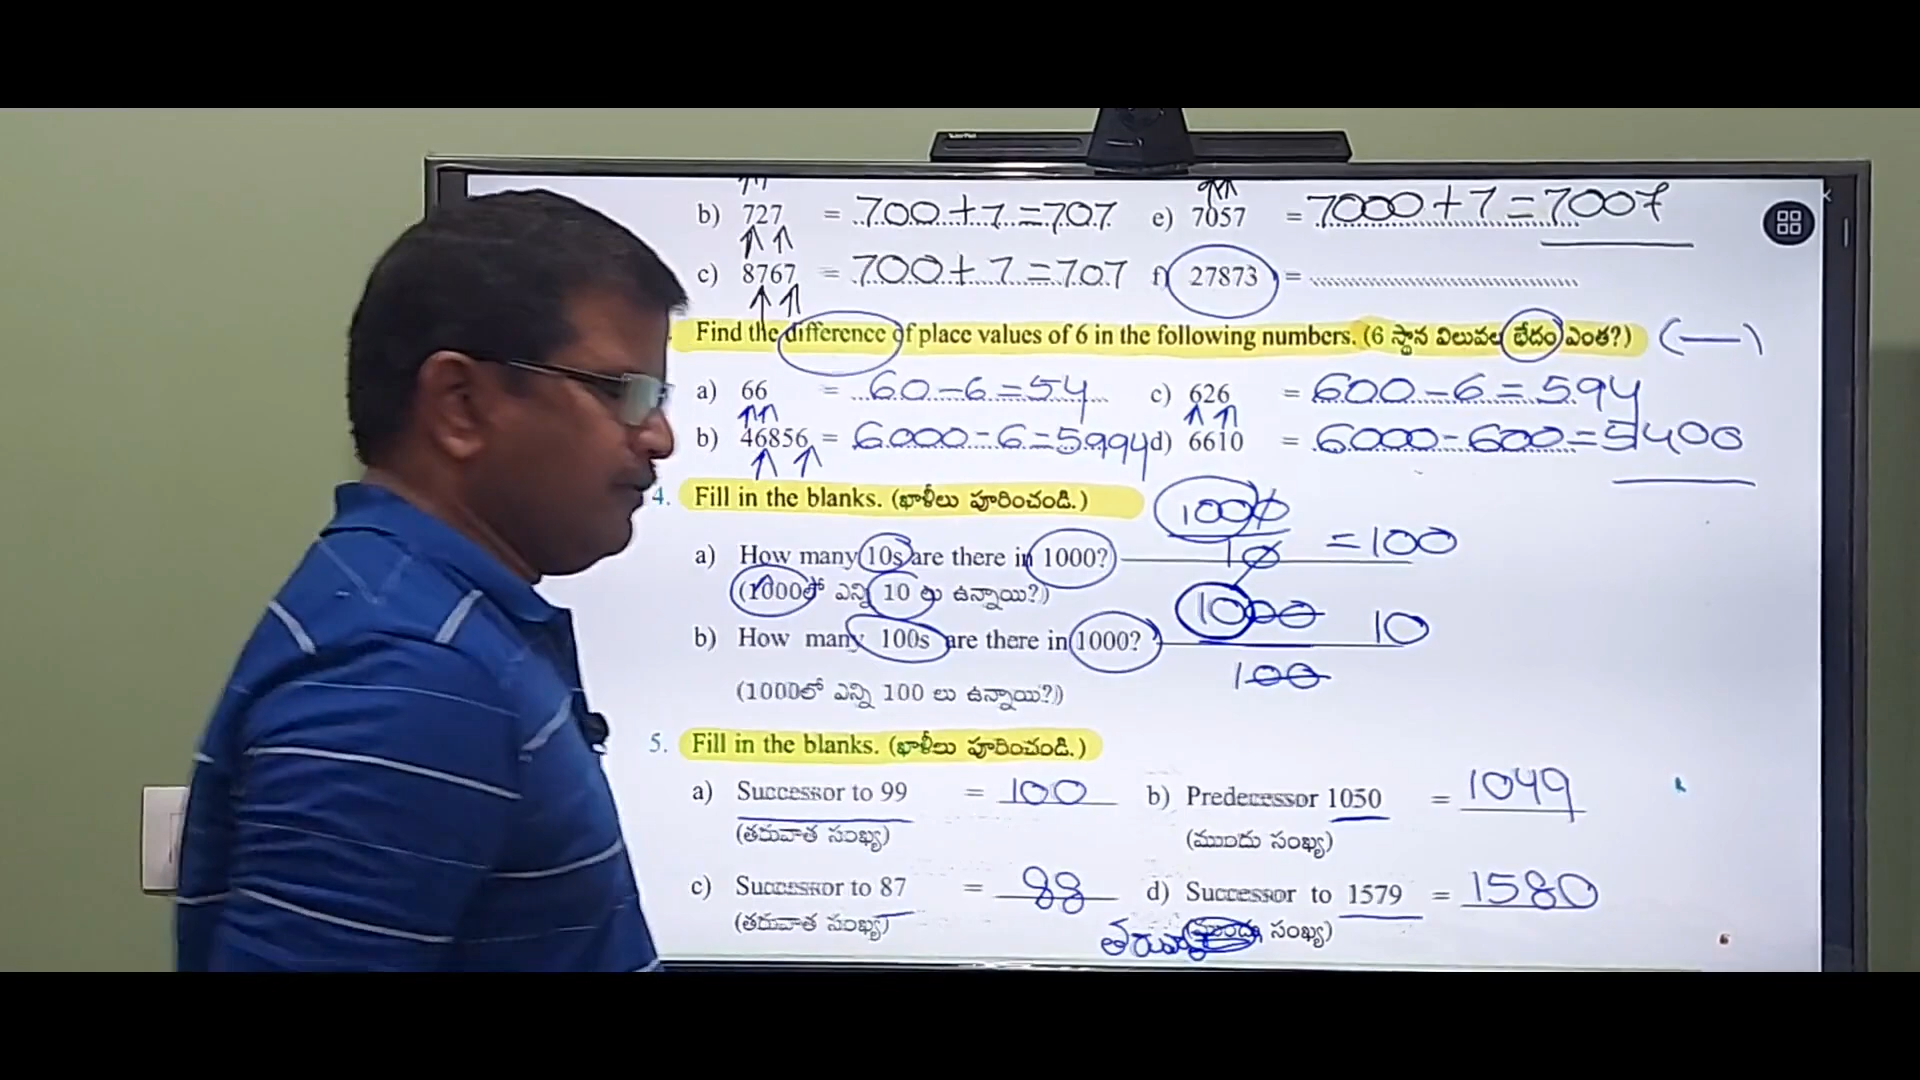 b) 727 = 700+7=707 e) 7057 = 7000+7=7007
c) 8767 = 700+7=707 f) 27873 =
Find the difference of place values of 6 in the following numbers. (6 స్థాన విలువల భేదం ఎంత?) (—)
a) 66 = 60-6=54 c) 626 = 600-6=594
b) 46856 = 6000-6=5994 d) 6610 = 6000-600=5400
4. Fill in the blanks. (ఖాళీలు పూరించండి.)
a) How many 10s are there in 1000? 1000/10 =100
(1000లో ఎన్ని 10 లు ఉన్నాయి?)
b) How many 100s are there in 1000? 1000/100 10
(1000లో ఎన్ని 100 లు ఉన్నాయి?)
5. Fill in the blanks. (ఖాళీలు పూరించండి.)
a) Successor to 99 = 100 b) Predecessor 1050 = 1049
(తరువాత సంఖ్య) (ముందు సంఖ్య)
c) Successor to 87 = 88 d) Successor to 1579 = 1580
(తరువాత సంఖ్య) తరువాత (ముందు సంఖ్య)